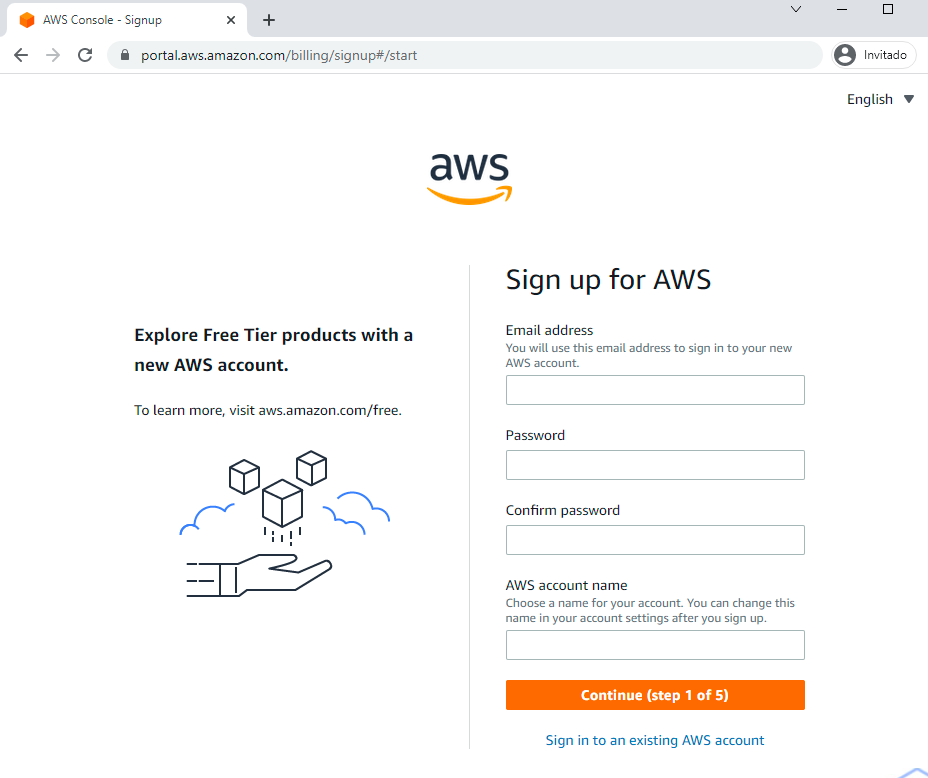 AWS Console - Signup
portal.aws.amazon.com/billing/signup#/start
Invitado
English
aws
Explore Free Tier products with a
new AWS account.
To learn more, visit aws.amazon.com/free.
Sign up for AWS
Email address
You will use this email address to sign in to your new
AWS account.
Password
Confirm password
AWS account name
Choose a name for your account. You can change this
name in your account settings after you sign up.
Continue (step 1 of 5)
Sign in to an existing AWS account